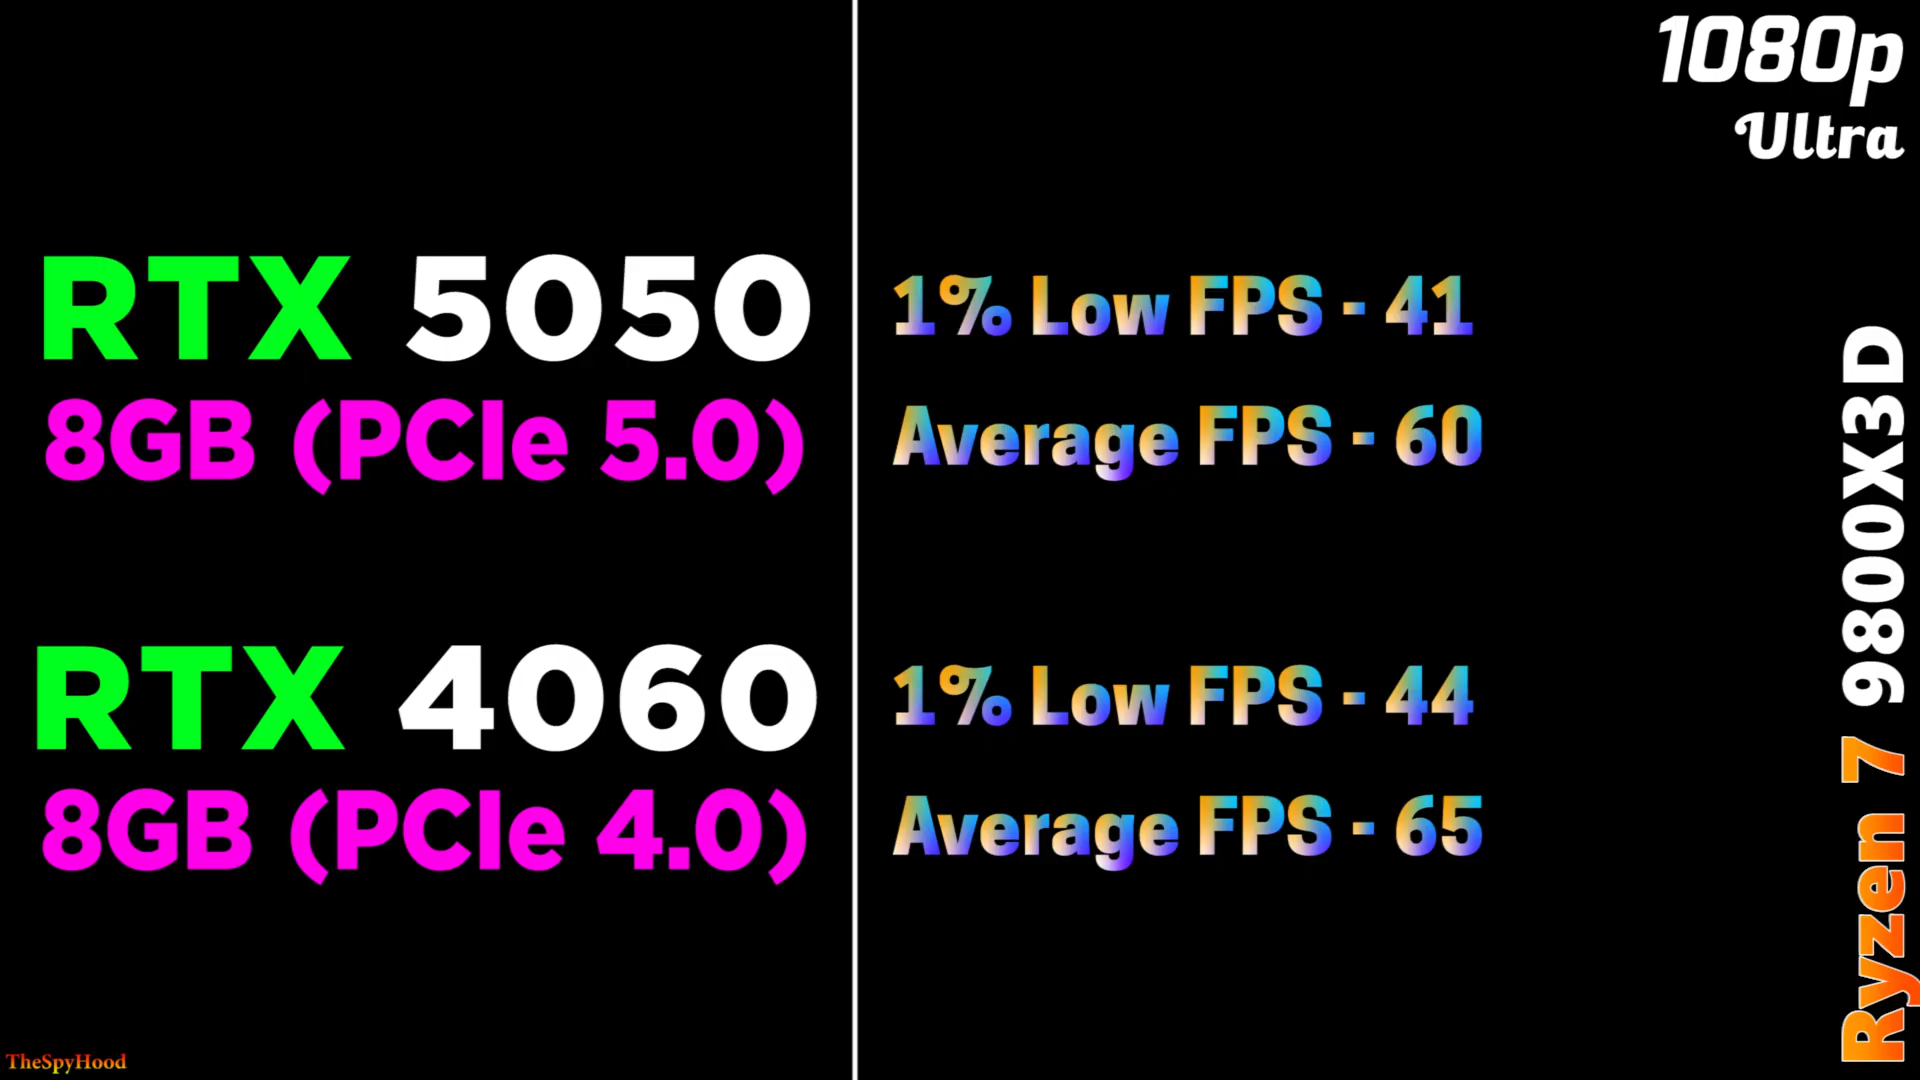 1080p
Ultra
RTX 5050
8GB (PCIe 5.0)
1% Low FPS - 41
Average FPS - 60
RTX 4060
8GB (PCIe 4.0)
1% Low FPS - 44
Average FPS - 65
Ryzen 7 9800X3D
TheSpyHood